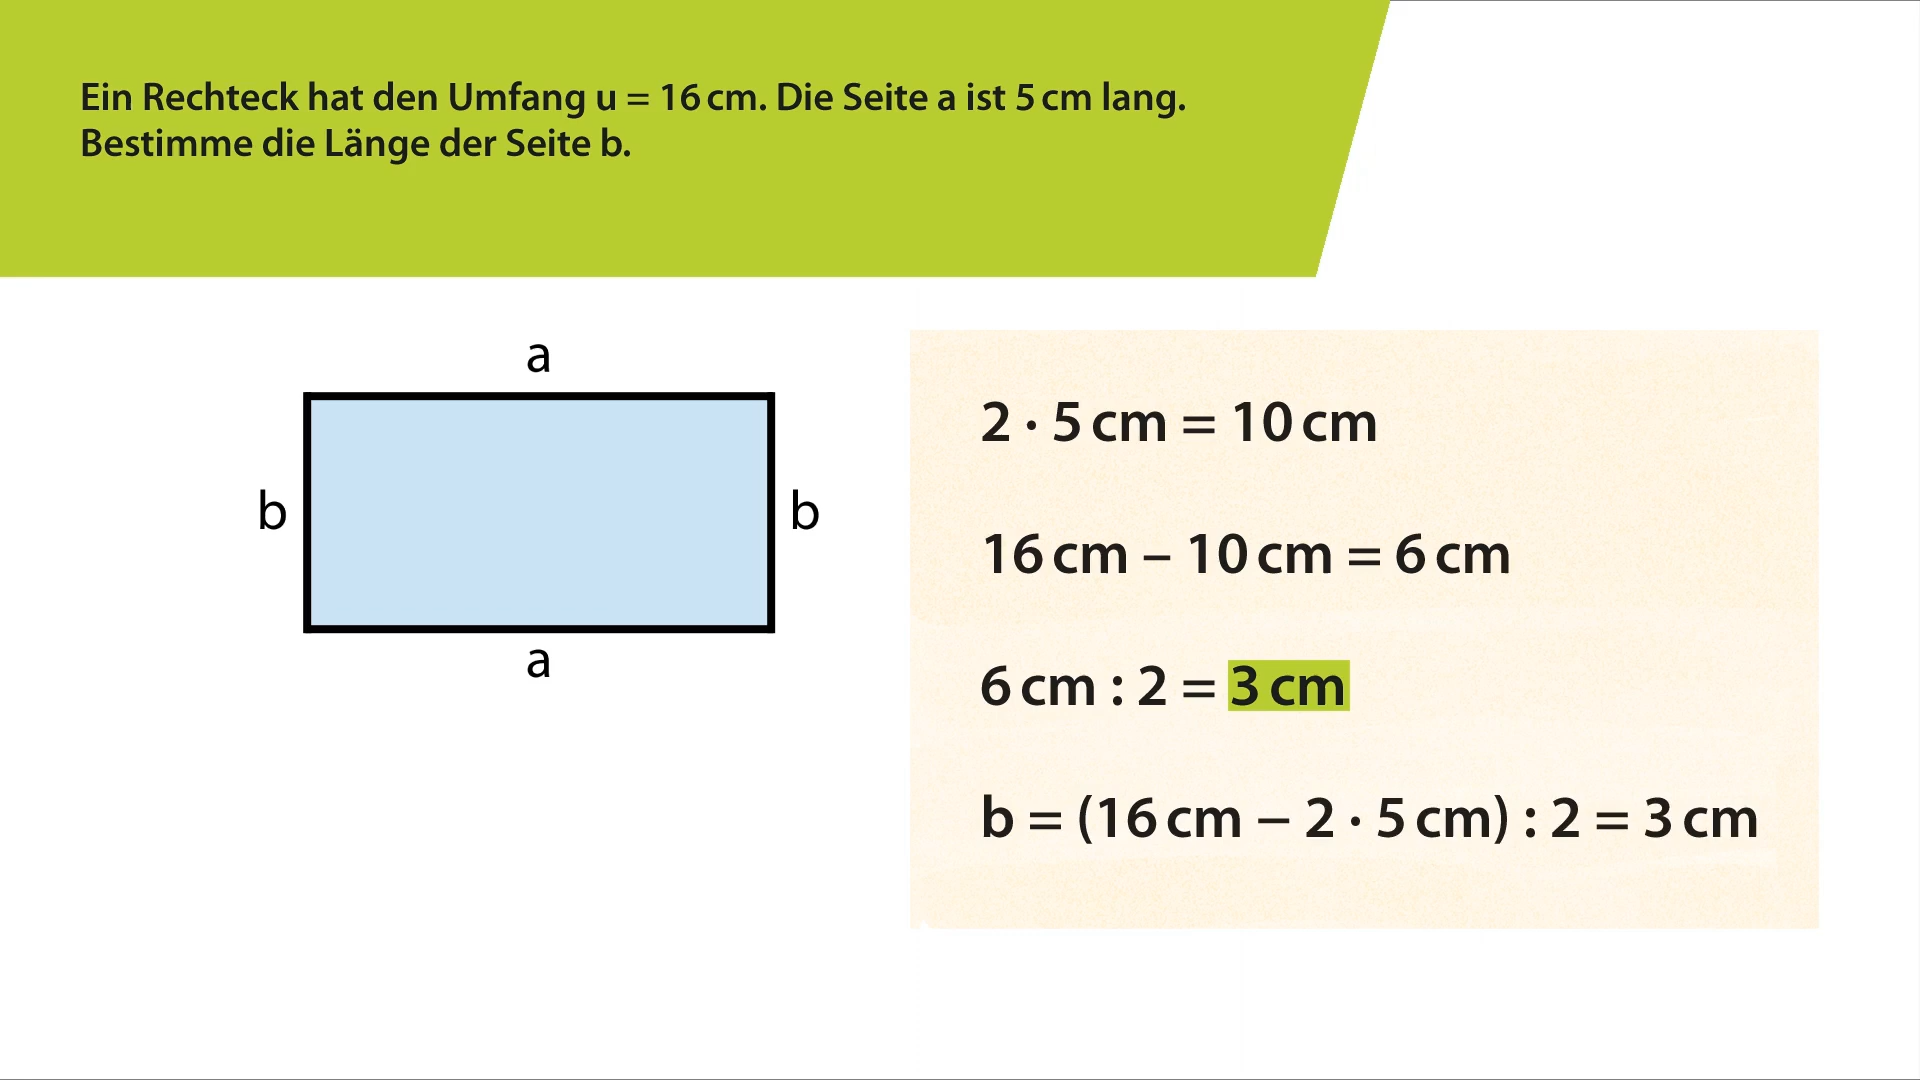 Ein Rechteck hat den Umfang u = 16 cm. Die Seite a ist 5 cm lang.
Bestimme die Länge der Seite b.
a
b
b
a
2 · 5 cm = 10 cm
16 cm – 10 cm = 6 cm
6 cm : 2 = 3 cm
b = (16 cm – 2 · 5 cm) : 2 = 3 cm